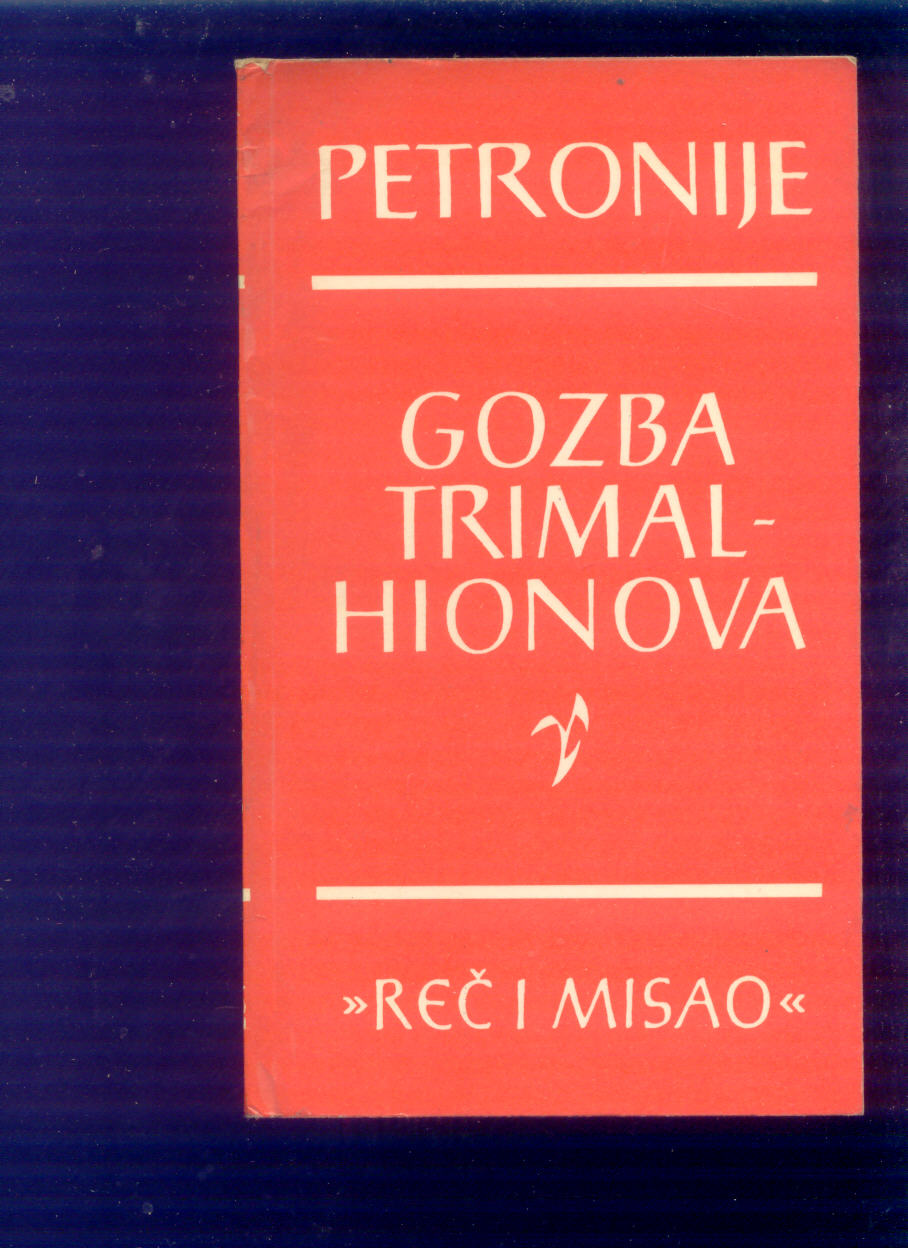 PETRONIJE
GOZBA
TRIMAL-
HIONOVA
»REČ I MISAO«